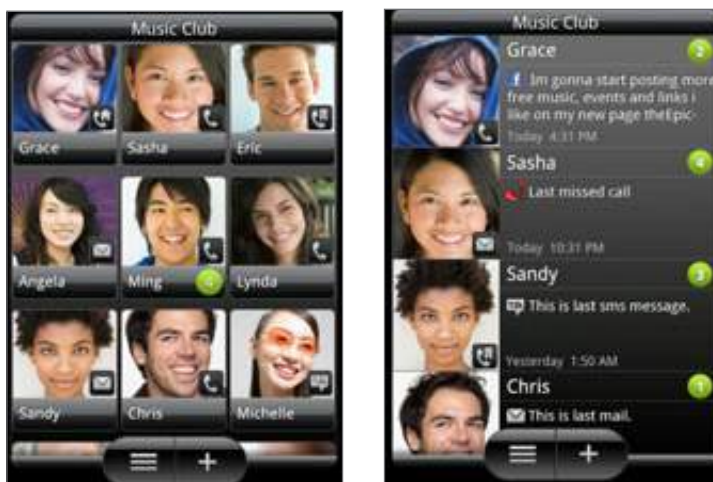 Music Club
Grace
Sasha
Eric
Angela
Ming
4
Lynda
Sandy
Chris
Michelle
Music Club
Grace
2
f Im gonna start posting more
free music, events and links i
like on my new page theEpic-
Today 4:31 PM
Sasha
4
Last missed call
Today 10:31 PM
Sandy
3
This is last sms message.
Yesterday 1:50 AM
Chris
1
This is last mail.